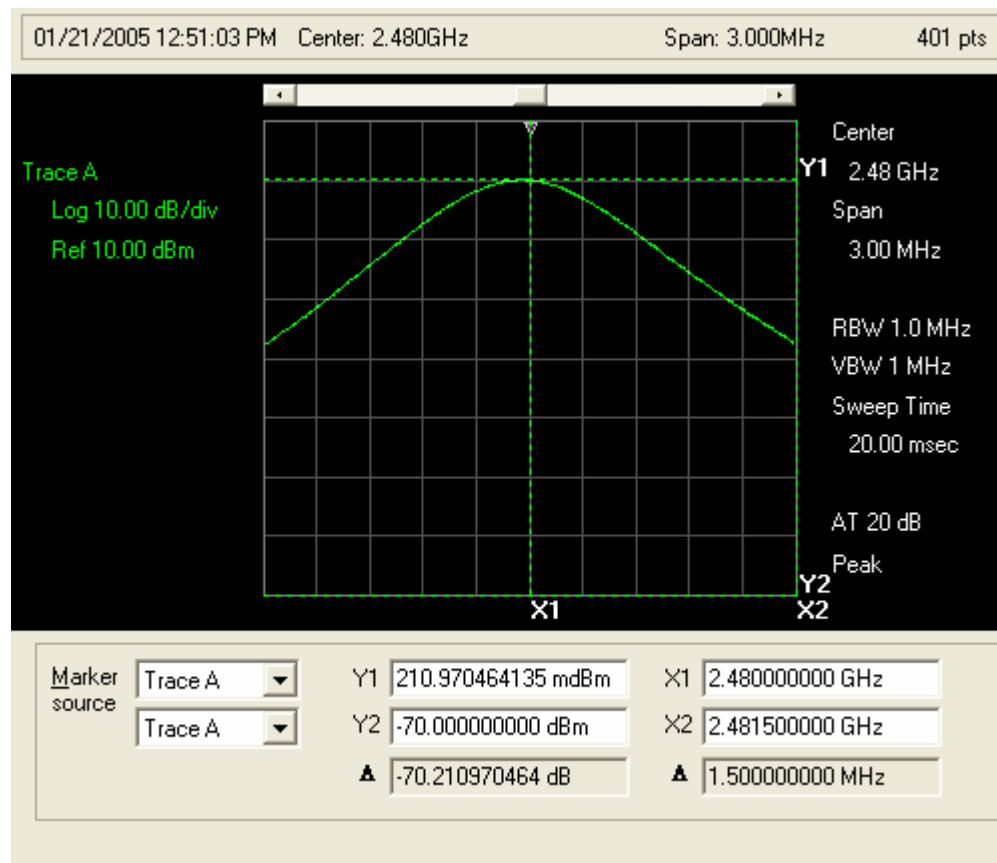 01/21/2005 12:51:03 PM Center: 2.480GHz Span: 3.000MHz 401 pts
Trace A
Log 10.00 dB/div
Ref 10.00 dBm
Y1
Center
2.48 GHz
Span
3.00 MHz
RBW 1.0 MHz
VBW 1 MHz
Sweep Time
20.00 msec
AT 20 dB
Peak
Y2
X1 X2
Marker source
Trace A
Trace A
Y1 210.970464135 mdBm X1 2.480000000 GHz
Y2 -70.000000000 dBm X2 2.481500000 GHz
Δ -70.210970464 dB Δ 1.500000000 MHz